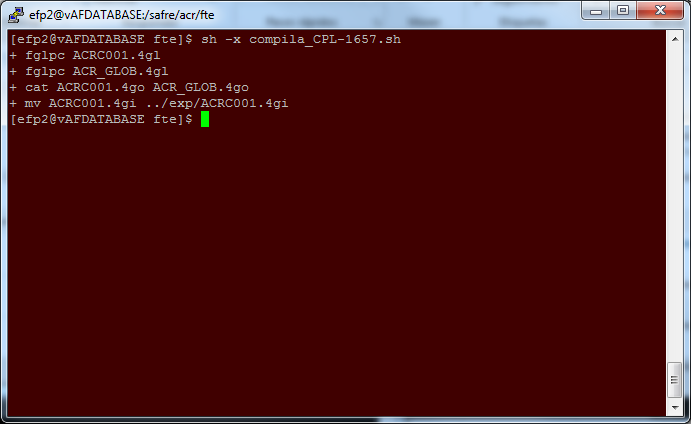 efp2@vAFDATABASE:/safre/acr/fte
[efp2@vAFDATABASE fte]$ sh -x compila_CPL-1657.sh
+ fglpc ACRC001.4gl
+ fglpc ACR_GLOB.4gl
+ cat ACRC001.4go ACR_GLOB.4go
+ mv ACRC001.4gi ../exp/ACRC001.4gi
[efp2@vAFDATABASE fte]$